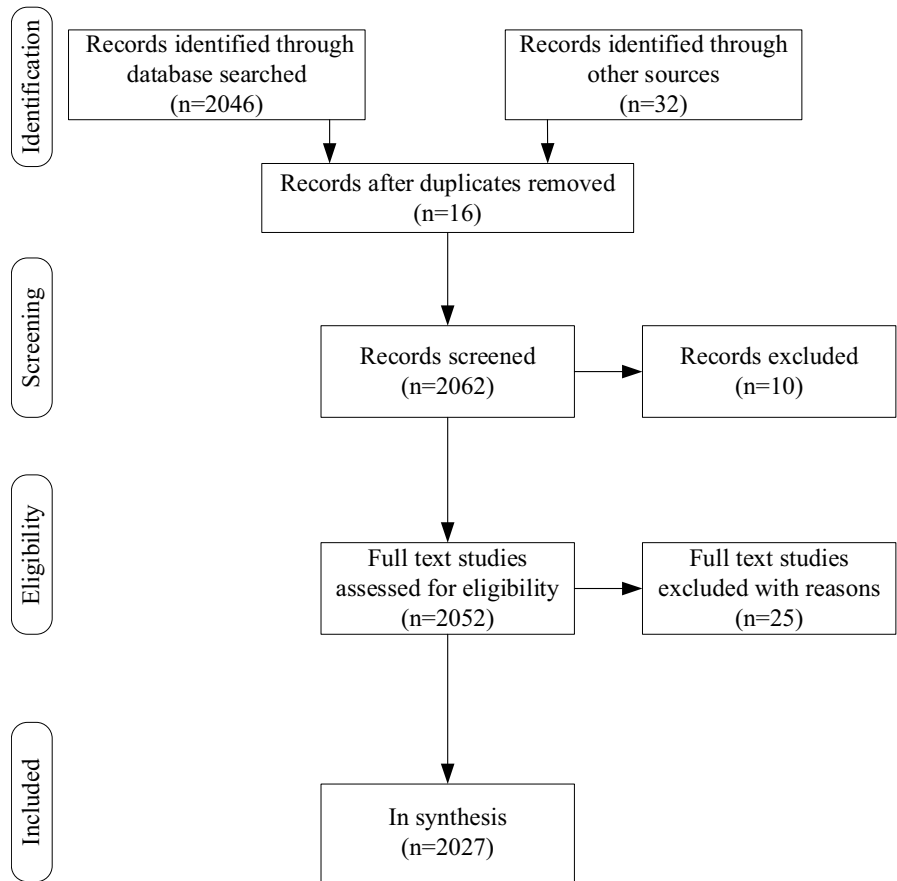 Identification
Records identified through
database searched
(n=2046)
Records identified through
other sources
(n=32)
Records after duplicates removed
(n=16)
Screening
Records screened
(n=2062)
Records excluded
(n=10)
Eligibility
Full text studies
assessed for eligibility
(n=2052)
Full text studies
excluded with reasons
(n=25)
Included
In synthesis
(n=2027)